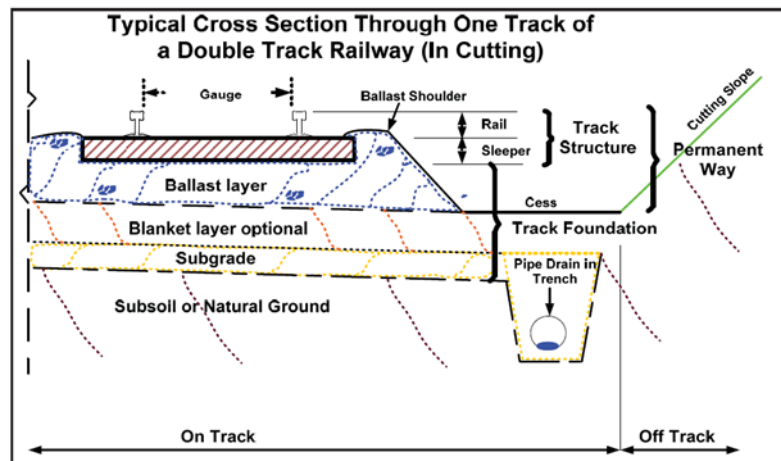 Typical Cross Section Through One Track of
a Double Track Railway (In Cutting)
Gauge
Ballast Shoulder
Rail
Sleeper
Track
Structure
Cutting Slope
Permanent
Way
Ballast layer
Cess
Blanket layer optional
Track Foundation
Subgrade
Pipe Drain in
Trench
Subsoil or Natural Ground
On Track
Off Track